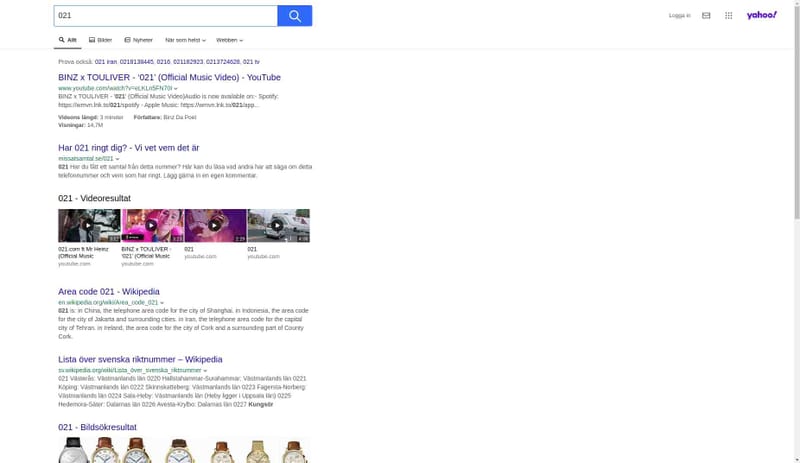 021
Logga in
yahoo!
Allt
Bilder
Nyheter
När som helst
Webben
Prova också: 021 iran, 0218138445, 0216, 021162923, 0213724628, 021 tv
BINZ x TOULIVER - '021' (Official Music Video) - YouTube
www.youtube.com/watch?v=eLKLn5FN70I
BINZ x TOULIVER - '021' (Official Music Video)Audio is now available on:- Spotify:
https://wmvn.lnk.to/021/spotify - Apple Music: https://wmvn.lnk.to/021/app...
Videons längd: 3 minuter Författare: Binz Da Poet
Visningar: 14,7M
Har 021 ringt dig? - Vi vet vem det är
missatsamtal.se/021
021 Har du fått ett samtal från detta nummer? Här kan du läsa vad andra har att säga om detta
telefonnummer och vem som har ringt. Lägg gärna in en egen kommentar.
021 - Videoresultat
3:23
2:29
4:08
021.com ft Mr Heinz
(Official Music
youtube.com
BINZ x TOULIVER -
'021' (Official Music
youtube.com
021
youtube.com
021
youtube.com
Area code 021 - Wikipedia
en.wikipedia.org/wiki/Area_code_021
021 is: in China, the telephone area code for the city of Shanghai. in Indonesia, the area code
for the city of Jakarta and surrounding cities. in Iran, the telephone area code for the capital
city of Tehran. in Ireland, the area code for the city of Cork and a surrounding part of County
Cork.
Lista över svenska riktnummer – Wikipedia
sv.wikipedia.org/wiki/Lista_över_svenska_riktnummer
021 Västerås: Västmanlands län 0220 Hallstahammar-Surahammar: Västmanlands län 0221
Köping: Västmanlands län 0222 Skinnskatteberg: Västmanlands län 0223 Fagersta-Norberg:
Västmanlands län 0224 Sala-Heby: Västmanlands län (Heby ligger i Uppsala län) 0225
Hedemora-Säter: Dalarnas län 0226 Avesta-Krylbo: Dalarnas län 0227 Kungsör
021 - Bildsökresultat